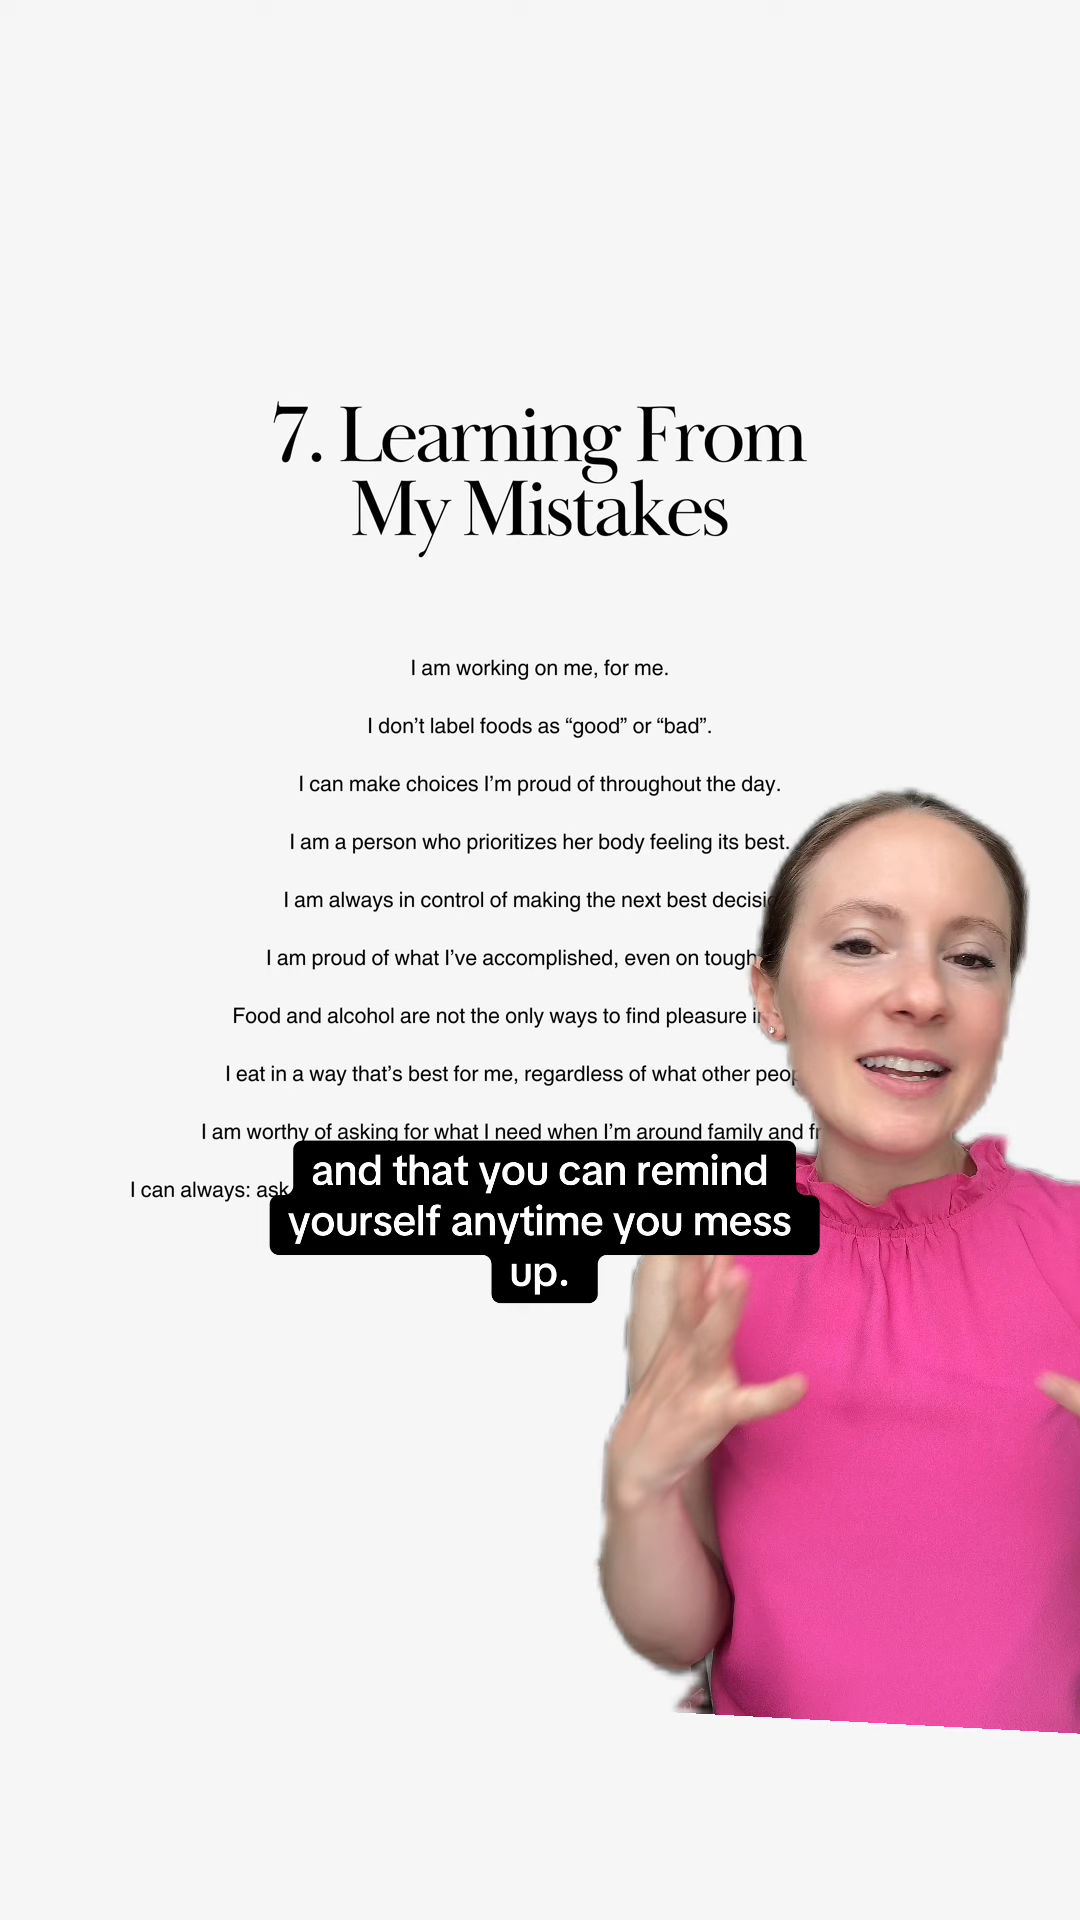 7. Learning From
My Mistakes
I am working on me, for me.
I don’t label foods as “good” or “bad”.
I can make choices I’m proud of throughout the day.
I am a person who prioritizes her body feeling its best.
I am always in control of making the next best
I am proud of what I’ve accomplished, even on tough
Food and alcohol are not the only ways to find pleasure
I eat in a way that’s best for me, regardless of what other
I am worthy of asking for what I need when I’m around family and
I can always: ask
and that you can remind
yourself anytime you mess
up.